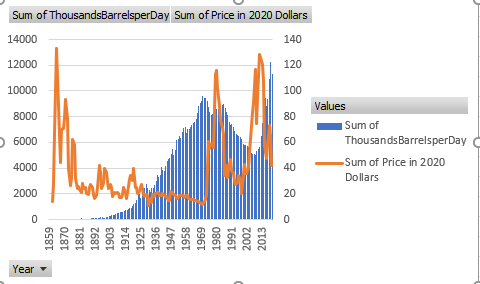 Sum of ThousandsBarrelsperDay Sum of Price in 2020 Dollars
14000 140
12000 120
10000 100
8000 80
6000 60
4000 40
2000 20
0 0
1859 1870 1881 1892 1903 1914 1925 1936 1947 1958 1969 1980 1991 2002 2013
Values
Sum of
ThousandsBarrelsperDay
Sum of Price in 2020
Dollars
Year